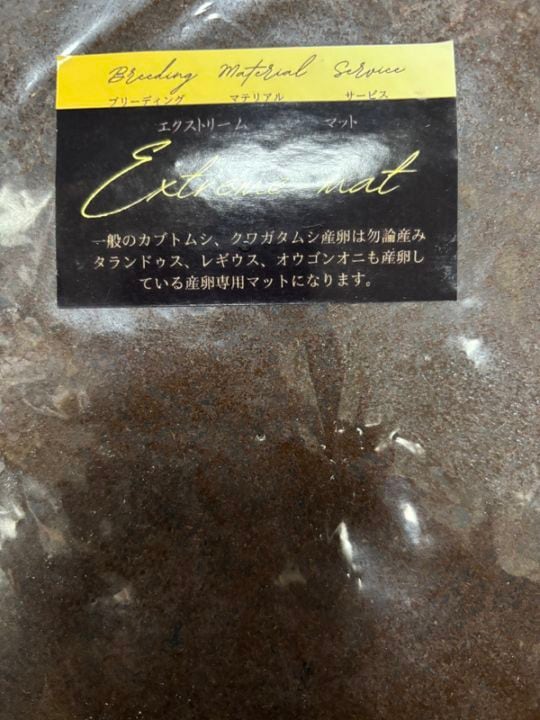 Breeding Material Service
ブリーディング マテリアル サービス
エクストリーム マット
Extreme mat
一般のカブトムシ、クワガタムシ産卵は勿論産み
タランドゥス、レギウス、オウゴンオニも産卵し
ている産卵専用マットになります。